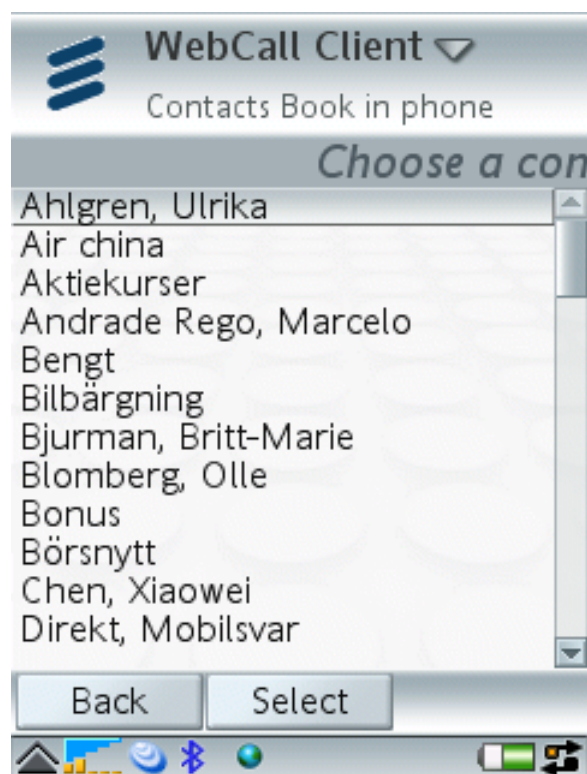 WebCall Client
Contacts Book in phone
Choose a con
Ahlgren, Ulrika
Air china
Aktiekurser
Andrade Rego, Marcelo
Bengt
Bilbärgning
Bjurman, Britt-Marie
Blomberg, Olle
Bonus
Börsnytt
Chen, Xiaowei
Direkt, Mobilsvar
Back Select